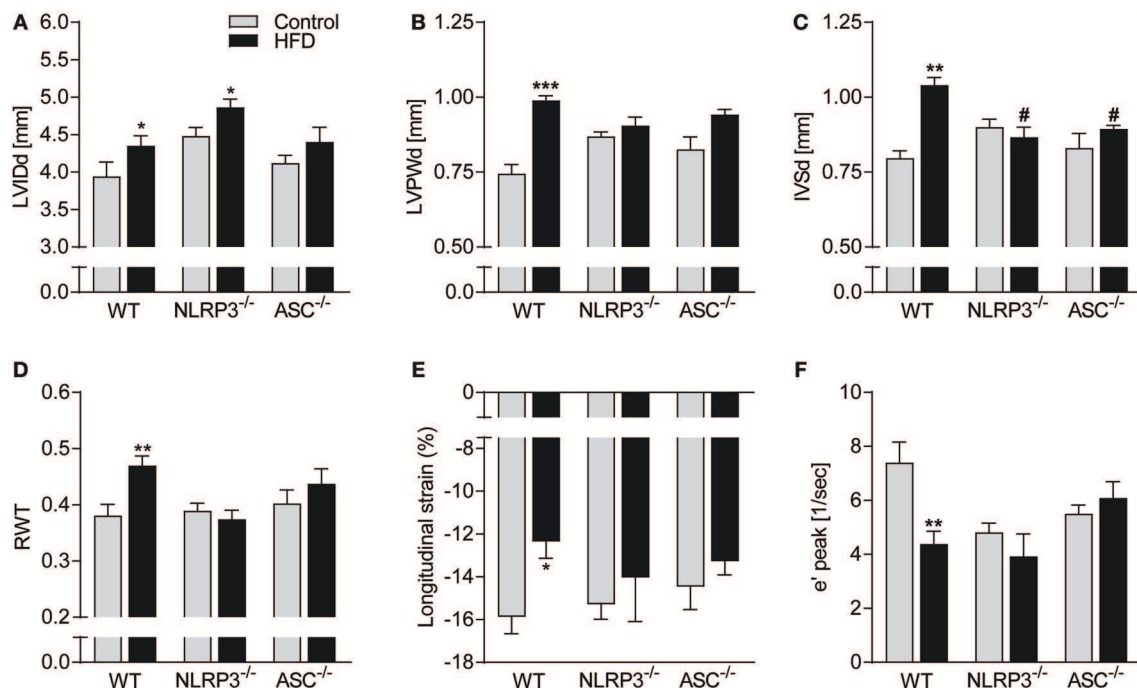 A
Control
HFD
LVIDd [mm]
6.0
5.5
5.0
4.5
4.0
3.5
3.0
0.0
*
*
WT
NLRP3-/-
ASC-/-
B
LVPWd [mm]
1.25
1.00
0.75
0.50
0.0
***
WT
NLRP3-/-
ASC-/-
C
IVSd [mm]
1.25
1.00
0.75
0.50
0.0
**
#
#
WT
NLRP3-/-
ASC-/-
D
RWT
0.6
0.5
0.4
0.3
0.2
0.0
**
WT
NLRP3-/-
ASC-/-
E
Longitudinal strain (%)
0
-8
-10
-12
-14
-16
-18
*
WT
NLRP3-/-
ASC-/-
F
e' peak [1/sec]
10
8
6
4
2
0
**
WT
NLRP3-/-
ASC-/-